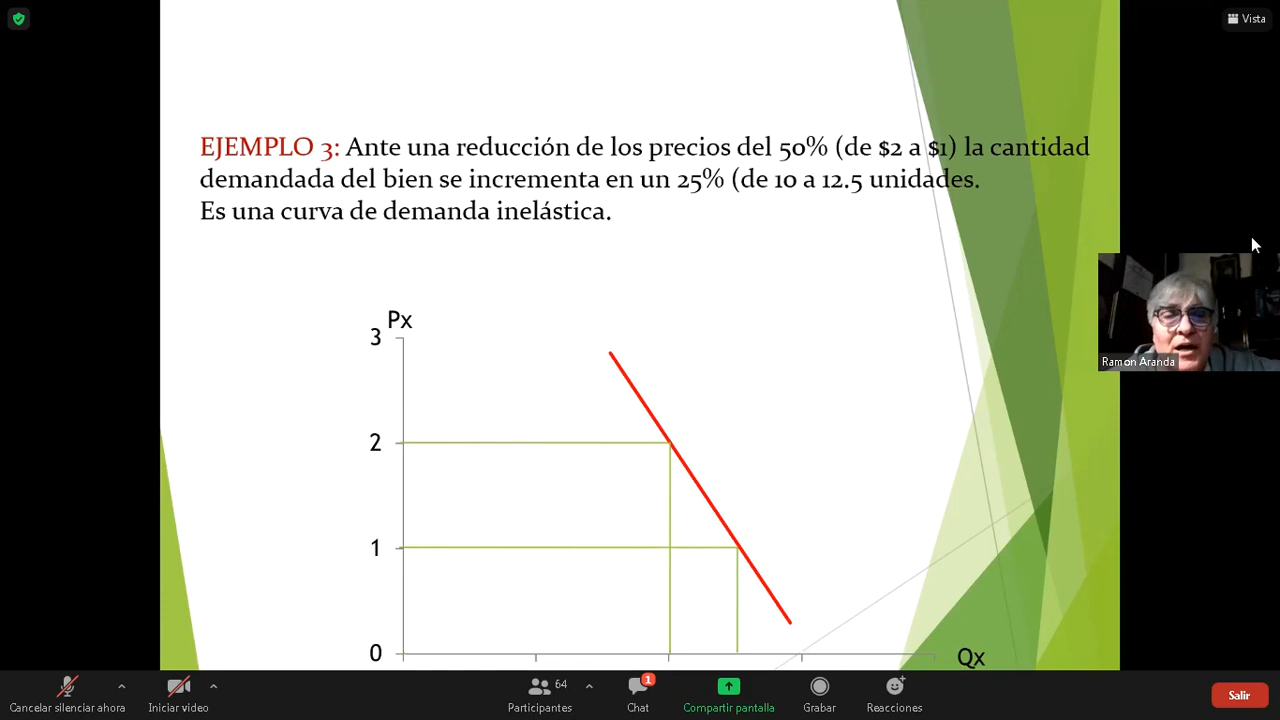 Vista
EJEMPLO 3: Ante una reducción de los precios del 50% (de $2 a $1) la cantidad
demandada del bien se incrementa en un 25% (de 10 a 12.5 unidades.
Es una curva de demanda inelástica.
Px
3
2
1
0
Qx
Ramon Aranda
Cancelar silenciar ahora
Iniciar video
64
Participantes
1
Chat
Compartir pantalla
Grabar
Reacciones
Salir